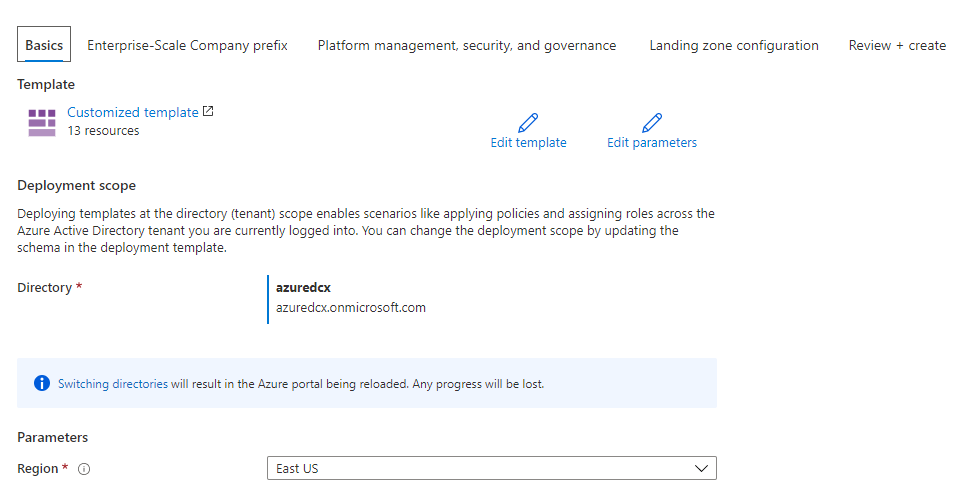 Basics
Enterprise-Scale Company prefix
Platform management, security, and governance
Landing zone configuration
Review + create
Template
Customized template
13 resources
Edit template
Edit parameters
Deployment scope
Deploying templates at the directory (tenant) scope enables scenarios like applying policies and assigning roles across the
Azure Active Directory tenant you are currently logged into. You can change the deployment scope by updating the
schema in the deployment template.
Directory *
azuredcx
azuredcx.onmicrosoft.com
Switching directories will result in the Azure portal being reloaded. Any progress will be lost.
Parameters
Region *
East US